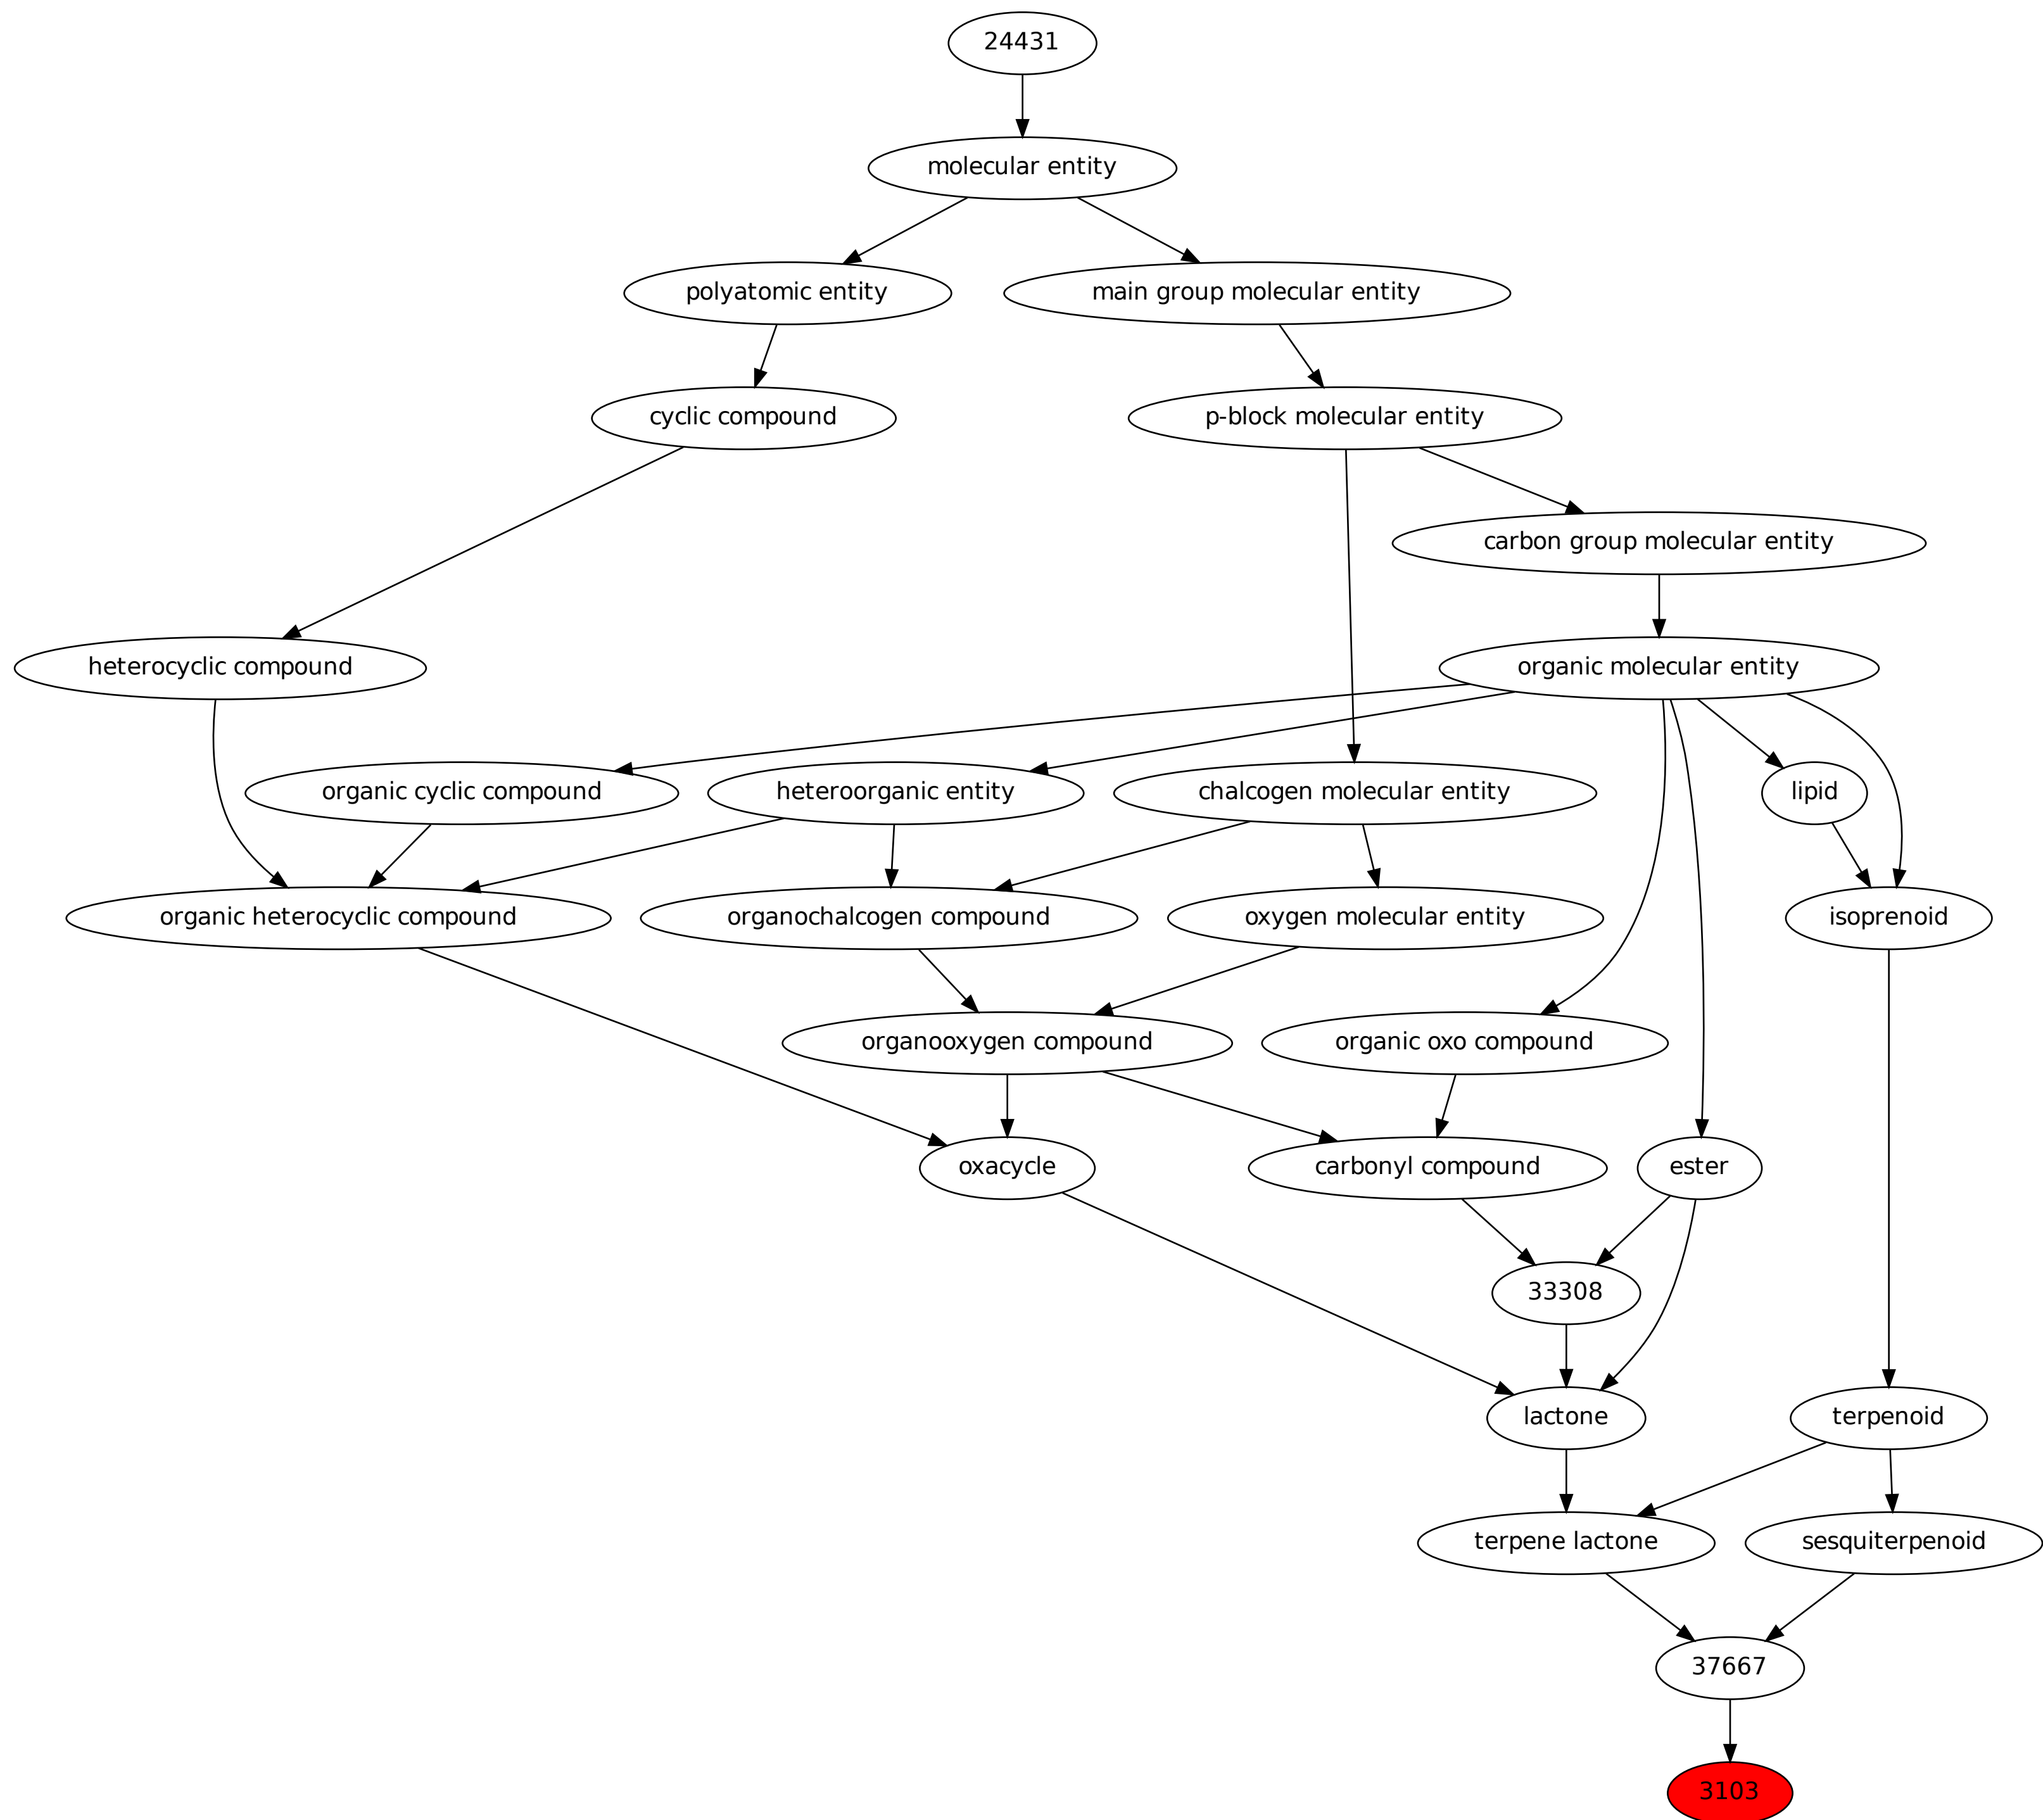 24431
molecular entity
polyatomic entity
main group molecular entity
cyclic compound
p-block molecular entity
carbon group molecular entity
heterocyclic compound
organic molecular entity
organic cyclic compound
heteroorganic entity
chalcogen molecular entity
lipid
organic heterocyclic compound
organochalcogen compound
oxygen molecular entity
isoprenoid
organooxygen compound
organic oxo compound
oxacycle
carbonyl compound
ester
33308
lactone
terpenoid
terpene lactone
sesquiterpenoid
37667
3103